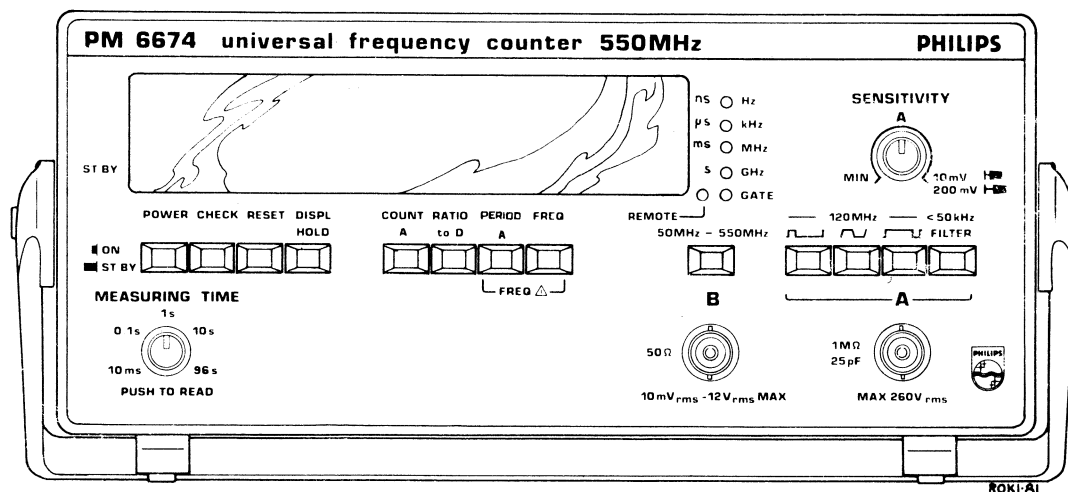 PM 6674 universal frequency counter 550MHz PHILIPS
ns Hz
µs kHz
ms MHz
s GHz
GATE
REMOTE
SENSITIVITY
A
MIN
10mV
200 mV
ST BY
POWER CHECK RESET DISPL
HOLD
COUNT RATIO PERIOD FREQ
A to D A
FREQ ⚠
ON
ST BY
50MHz - 550MHz
120MHz < 50kHz
FILTER
B
A
MEASURING TIME
1s
0 1s 10s
10ms 96s
PUSH TO READ
50Ω
10mVrms -12Vrms MAX
1MΩ
25pF
MAX 260Vrms
PHILIPS
ROKI-AI